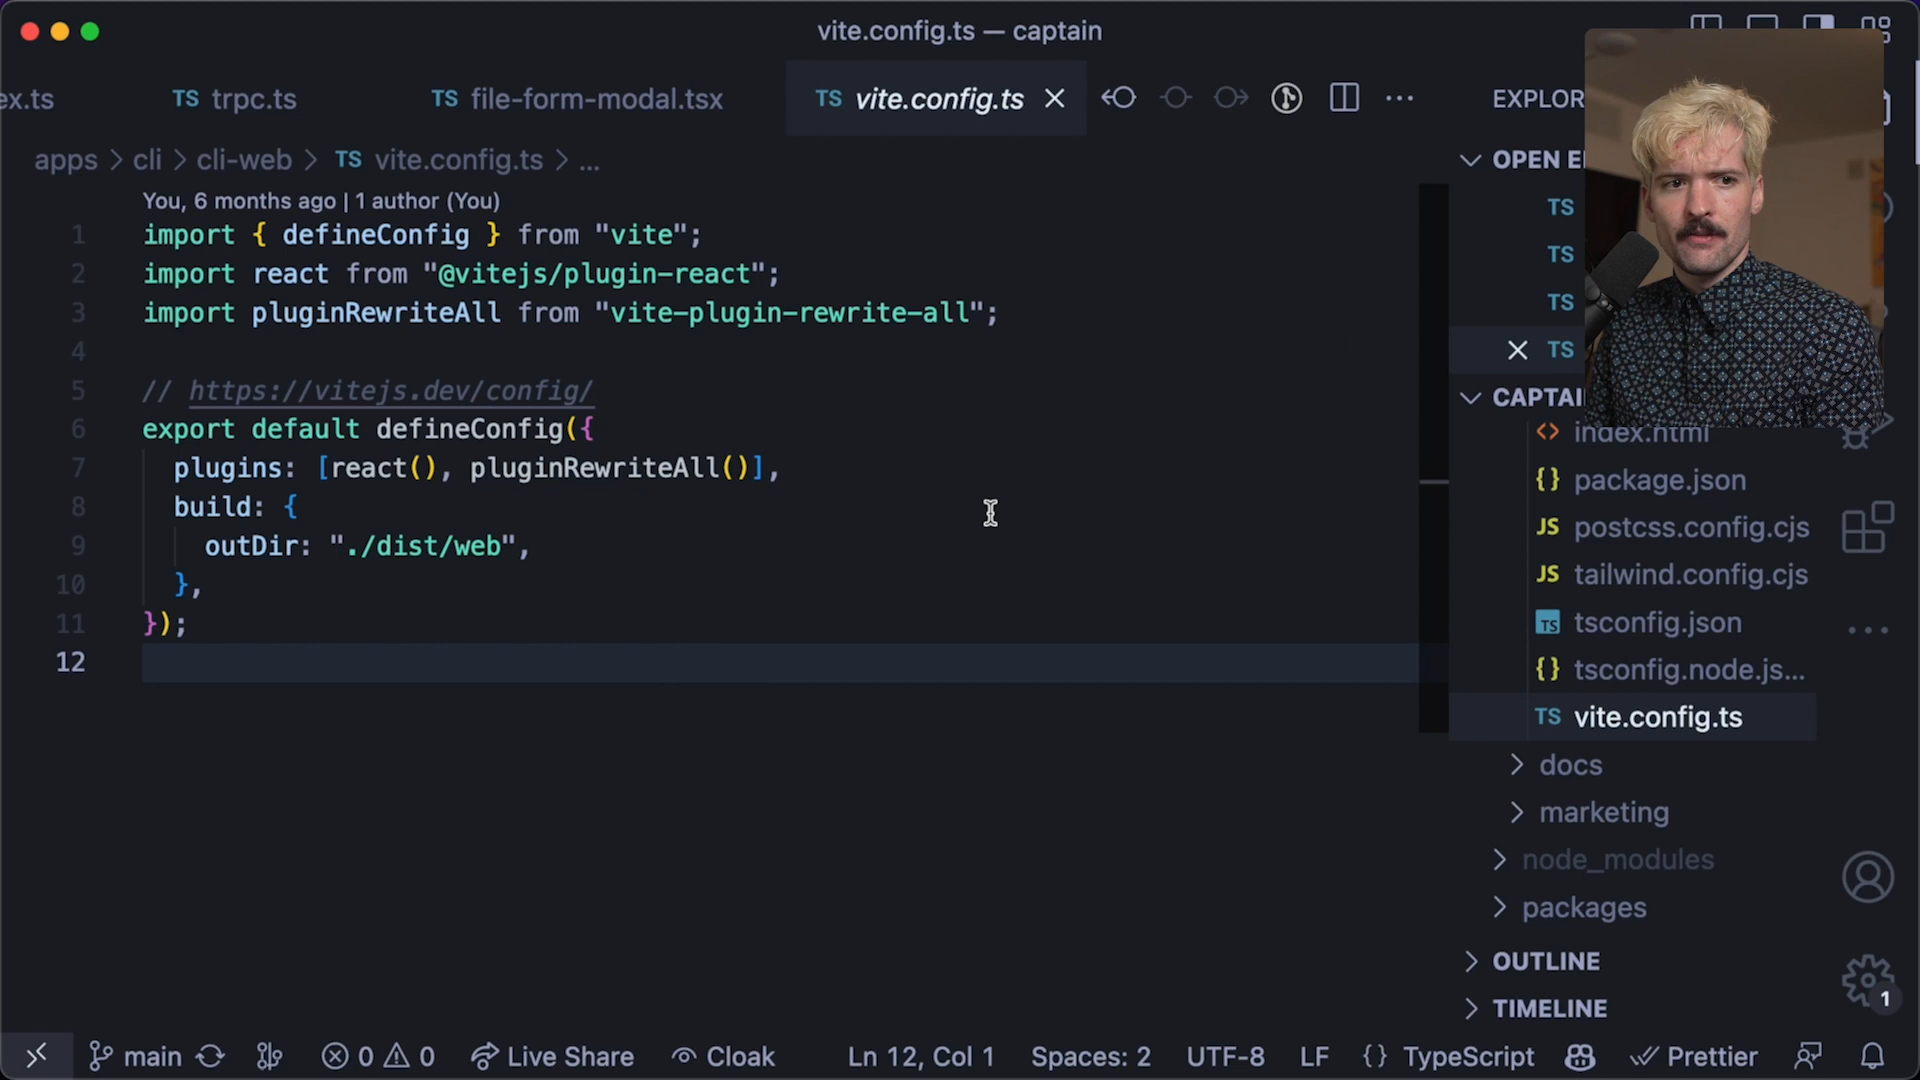 vite.config.ts — captain
ex.ts
TS trpc.ts
TS file-form-modal.tsx
TS vite.config.ts
EXPLOR
apps > cli > cli-web > TS vite.config.ts > ...
OPEN E
You, 6 months ago | 1 author (You)
1 import { defineConfig } from "vite";
2 import react from "@vitejs/plugin-react";
3 import pluginRewriteAll from "vite-plugin-rewrite-all";
4
5 // https://vitejs.dev/config/
6 export default defineConfig({
7 plugins: [react(), pluginRewriteAll()],
8 build: {
9 outDir: "./dist/web",
10 },
11 });
12
TS
TS
TS
TS
CAPTAI
index.html
{} package.json
JS postcss.config.cjs
JS tailwind.config.cjs
TS tsconfig.json
{} tsconfig.node.js...
TS vite.config.ts
docs
marketing
node_modules
packages
OUTLINE
TIMELINE
1
main
0 0
Live Share
Cloak
Ln 12, Col 1
Spaces: 2
UTF-8
LF
{} TypeScript
Prettier